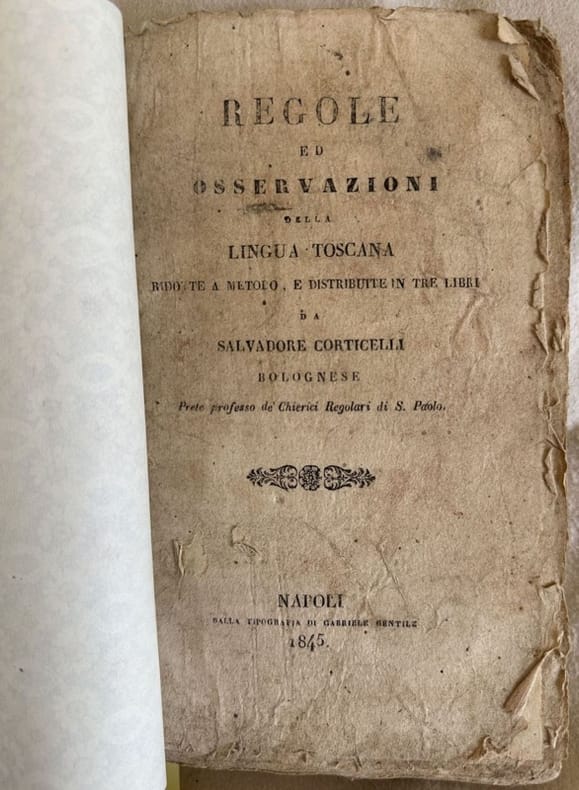 REGOLE
ED
OSSERVAZIONI
DELLA
LINGUA TOSCANA
RIDOTTE A METODO, E DISTRIBUITE IN TRE LIBRI
DA
SALVADORE CORTICELLI
BOLOGNESE
Prete professo de' Chierici Regolari di S. Paolo.
NAPOLI
DALLA TIPOGRAFIA DI GABRIELE GENTILE
1845.